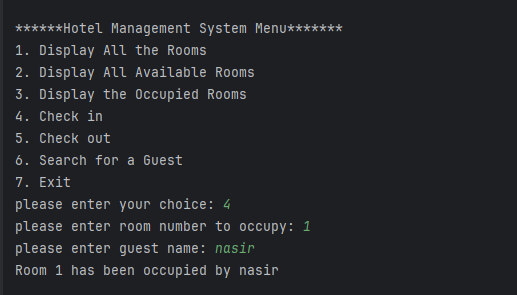 ******Hotel Management System Menu*******
1. Display All the Rooms
2. Display All Available Rooms
3. Display the Occupied Rooms
4. Check in
5. Check out
6. Search for a Guest
7. Exit
please enter your choice: 4
please enter room number to occupy: 1
please enter guest name: nasir
Room 1 has been occupied by nasir